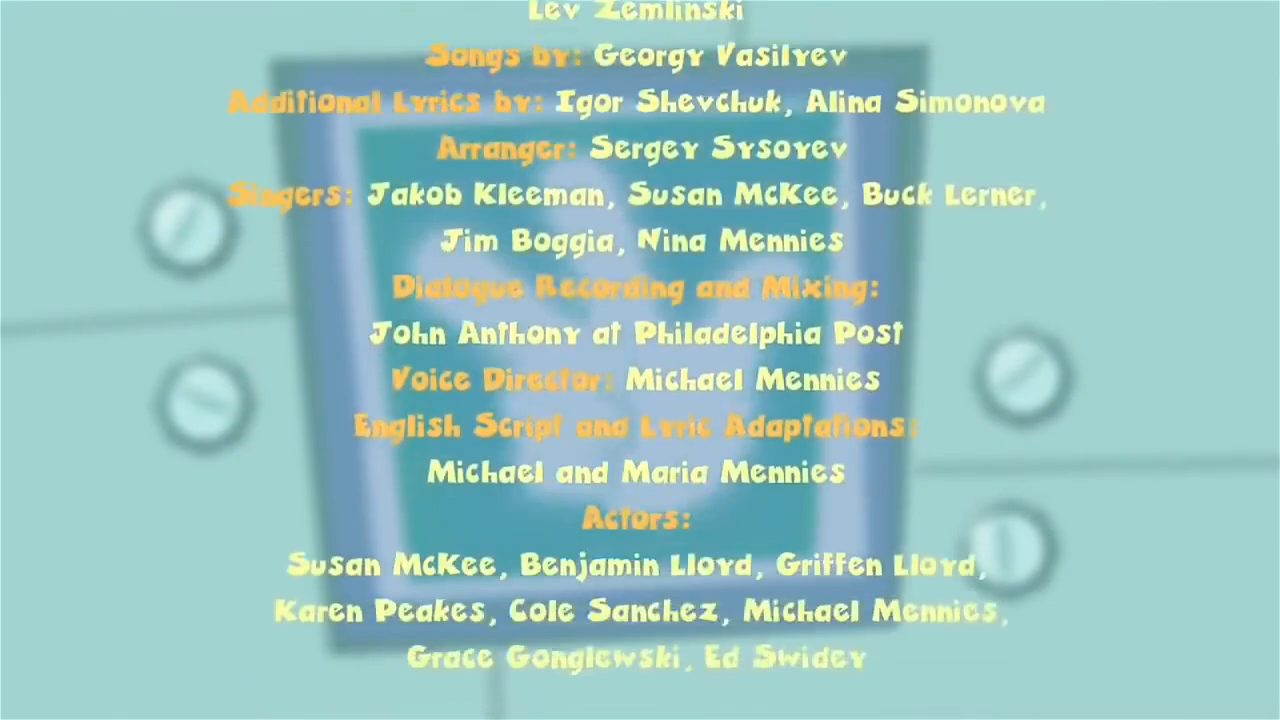 Lev Zemlinski
Songs by: Georgy Vasilyev
Additional Lyrics by: Igor Shevchuk, Alina Simonova
Arranger: Sergey Sysoyev
Singers: Jakob Kleeman, Susan McKee, Buck Lerner,
Jim Boggia, Nina Mennies
Dialogue Recording and Mixing:
John Anthony at Philadelphia Post
Voice Director: Michael Mennies
English Script and Lyric Adaptations:
Michael and Maria Mennies
Actors:
Susan McKee, Benjamin Lloyd, Griffen Lloyd,
Karen Peakes, Cole Sanchez, Michael Mennies,
Grace Gonglewski, Ed Swidey